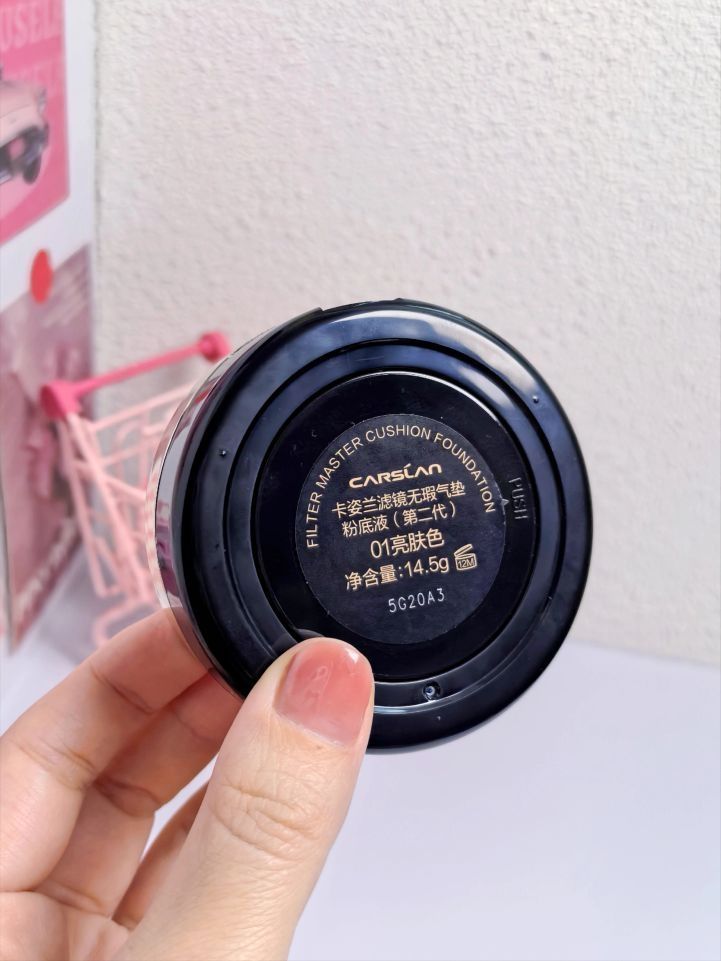 FILTER MASTER CUSHION FOUNDATION
CARSLAN
卡姿兰滤镜无瑕气垫
粉底液（第二代）
01亮肤色
净含量:14.5g
12M
5G20A3
PUSH